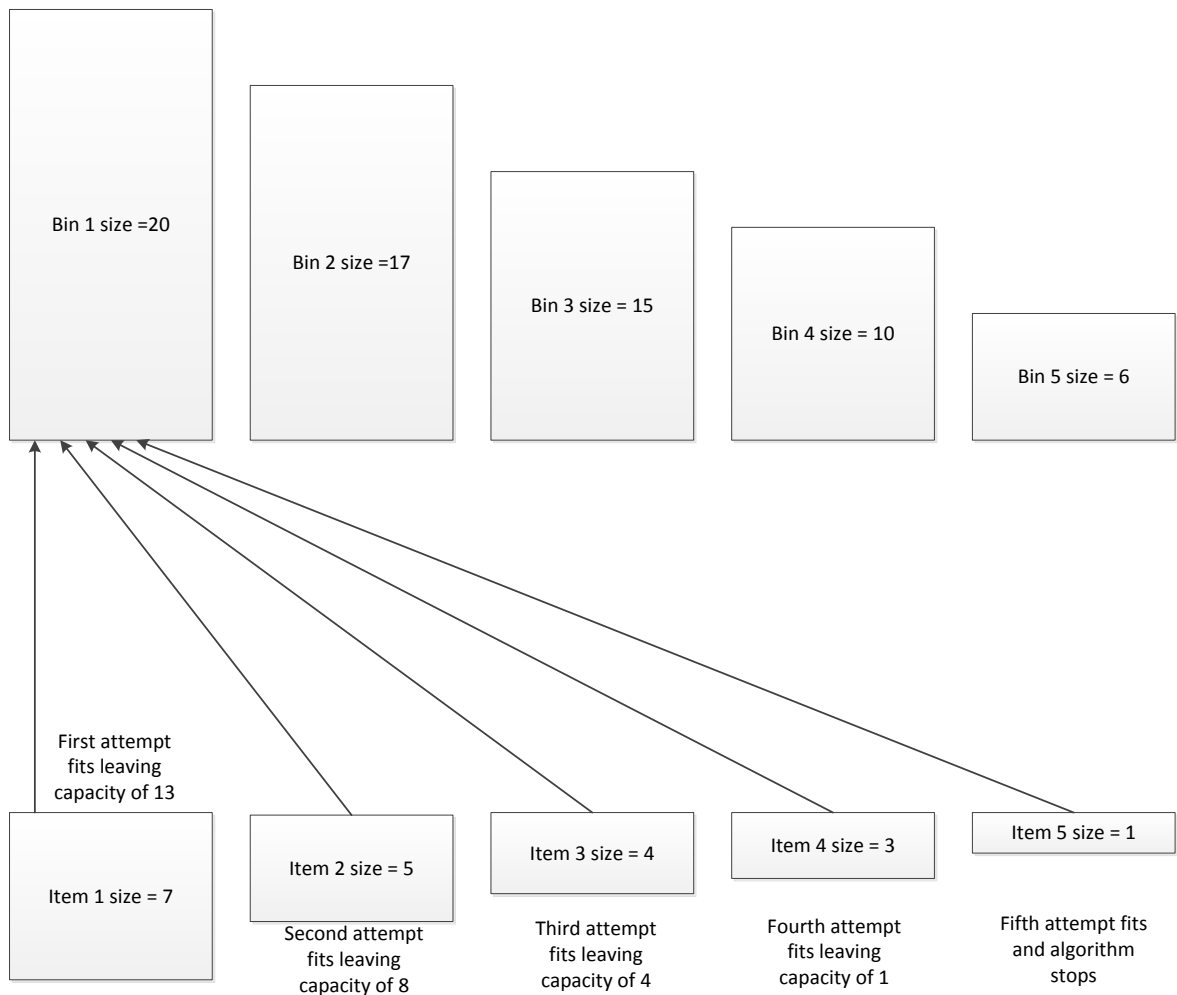 Bin 1 size =20
Bin 2 size =17
Bin 3 size = 15
Bin 4 size = 10
Bin 5 size = 6
First attempt
fits leaving
capacity of 13
Item 1 size = 7
Item 2 size = 5
Item 3 size = 4
Item 4 size = 3
Item 5 size = 1
Second attempt
fits leaving
capacity of 8
Third attempt
fits leaving
capacity of 4
Fourth attempt
fits leaving
capacity of 1
Fifth attempt fits
and algorithm
stops